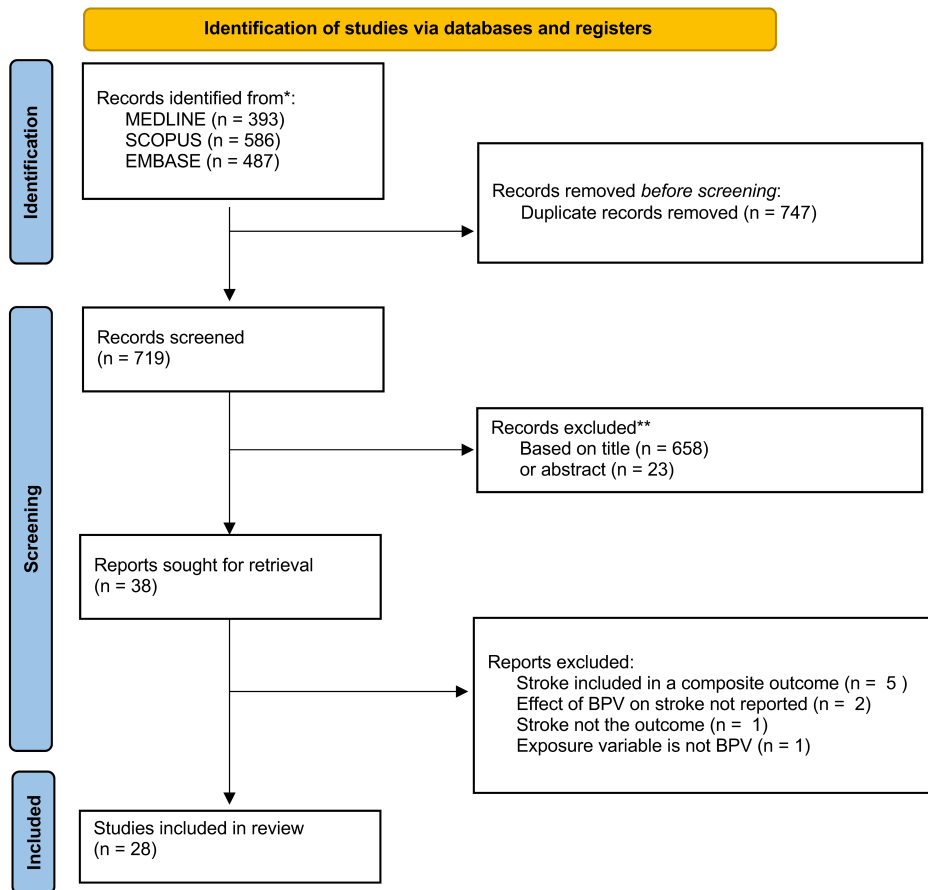 Identification of studies via databases and registers
Identification
Records identified from*:
MEDLINE (n = 393)
SCOPUS (n = 586)
EMBASE (n = 487)
Records removed before screening:
Duplicate records removed (n = 747)
Screening
Records screened
(n = 719)
Records excluded**
Based on title (n = 658)
or abstract (n = 23)
Reports sought for retrieval
(n = 38)
Reports excluded:
Stroke included in a composite outcome (n =  5 )
Effect of BPV on stroke not reported (n =  2)
Stroke not the outcome (n =  1)
Exposure variable is not BPV (n = 1)
Included
Studies included in review
(n = 28)